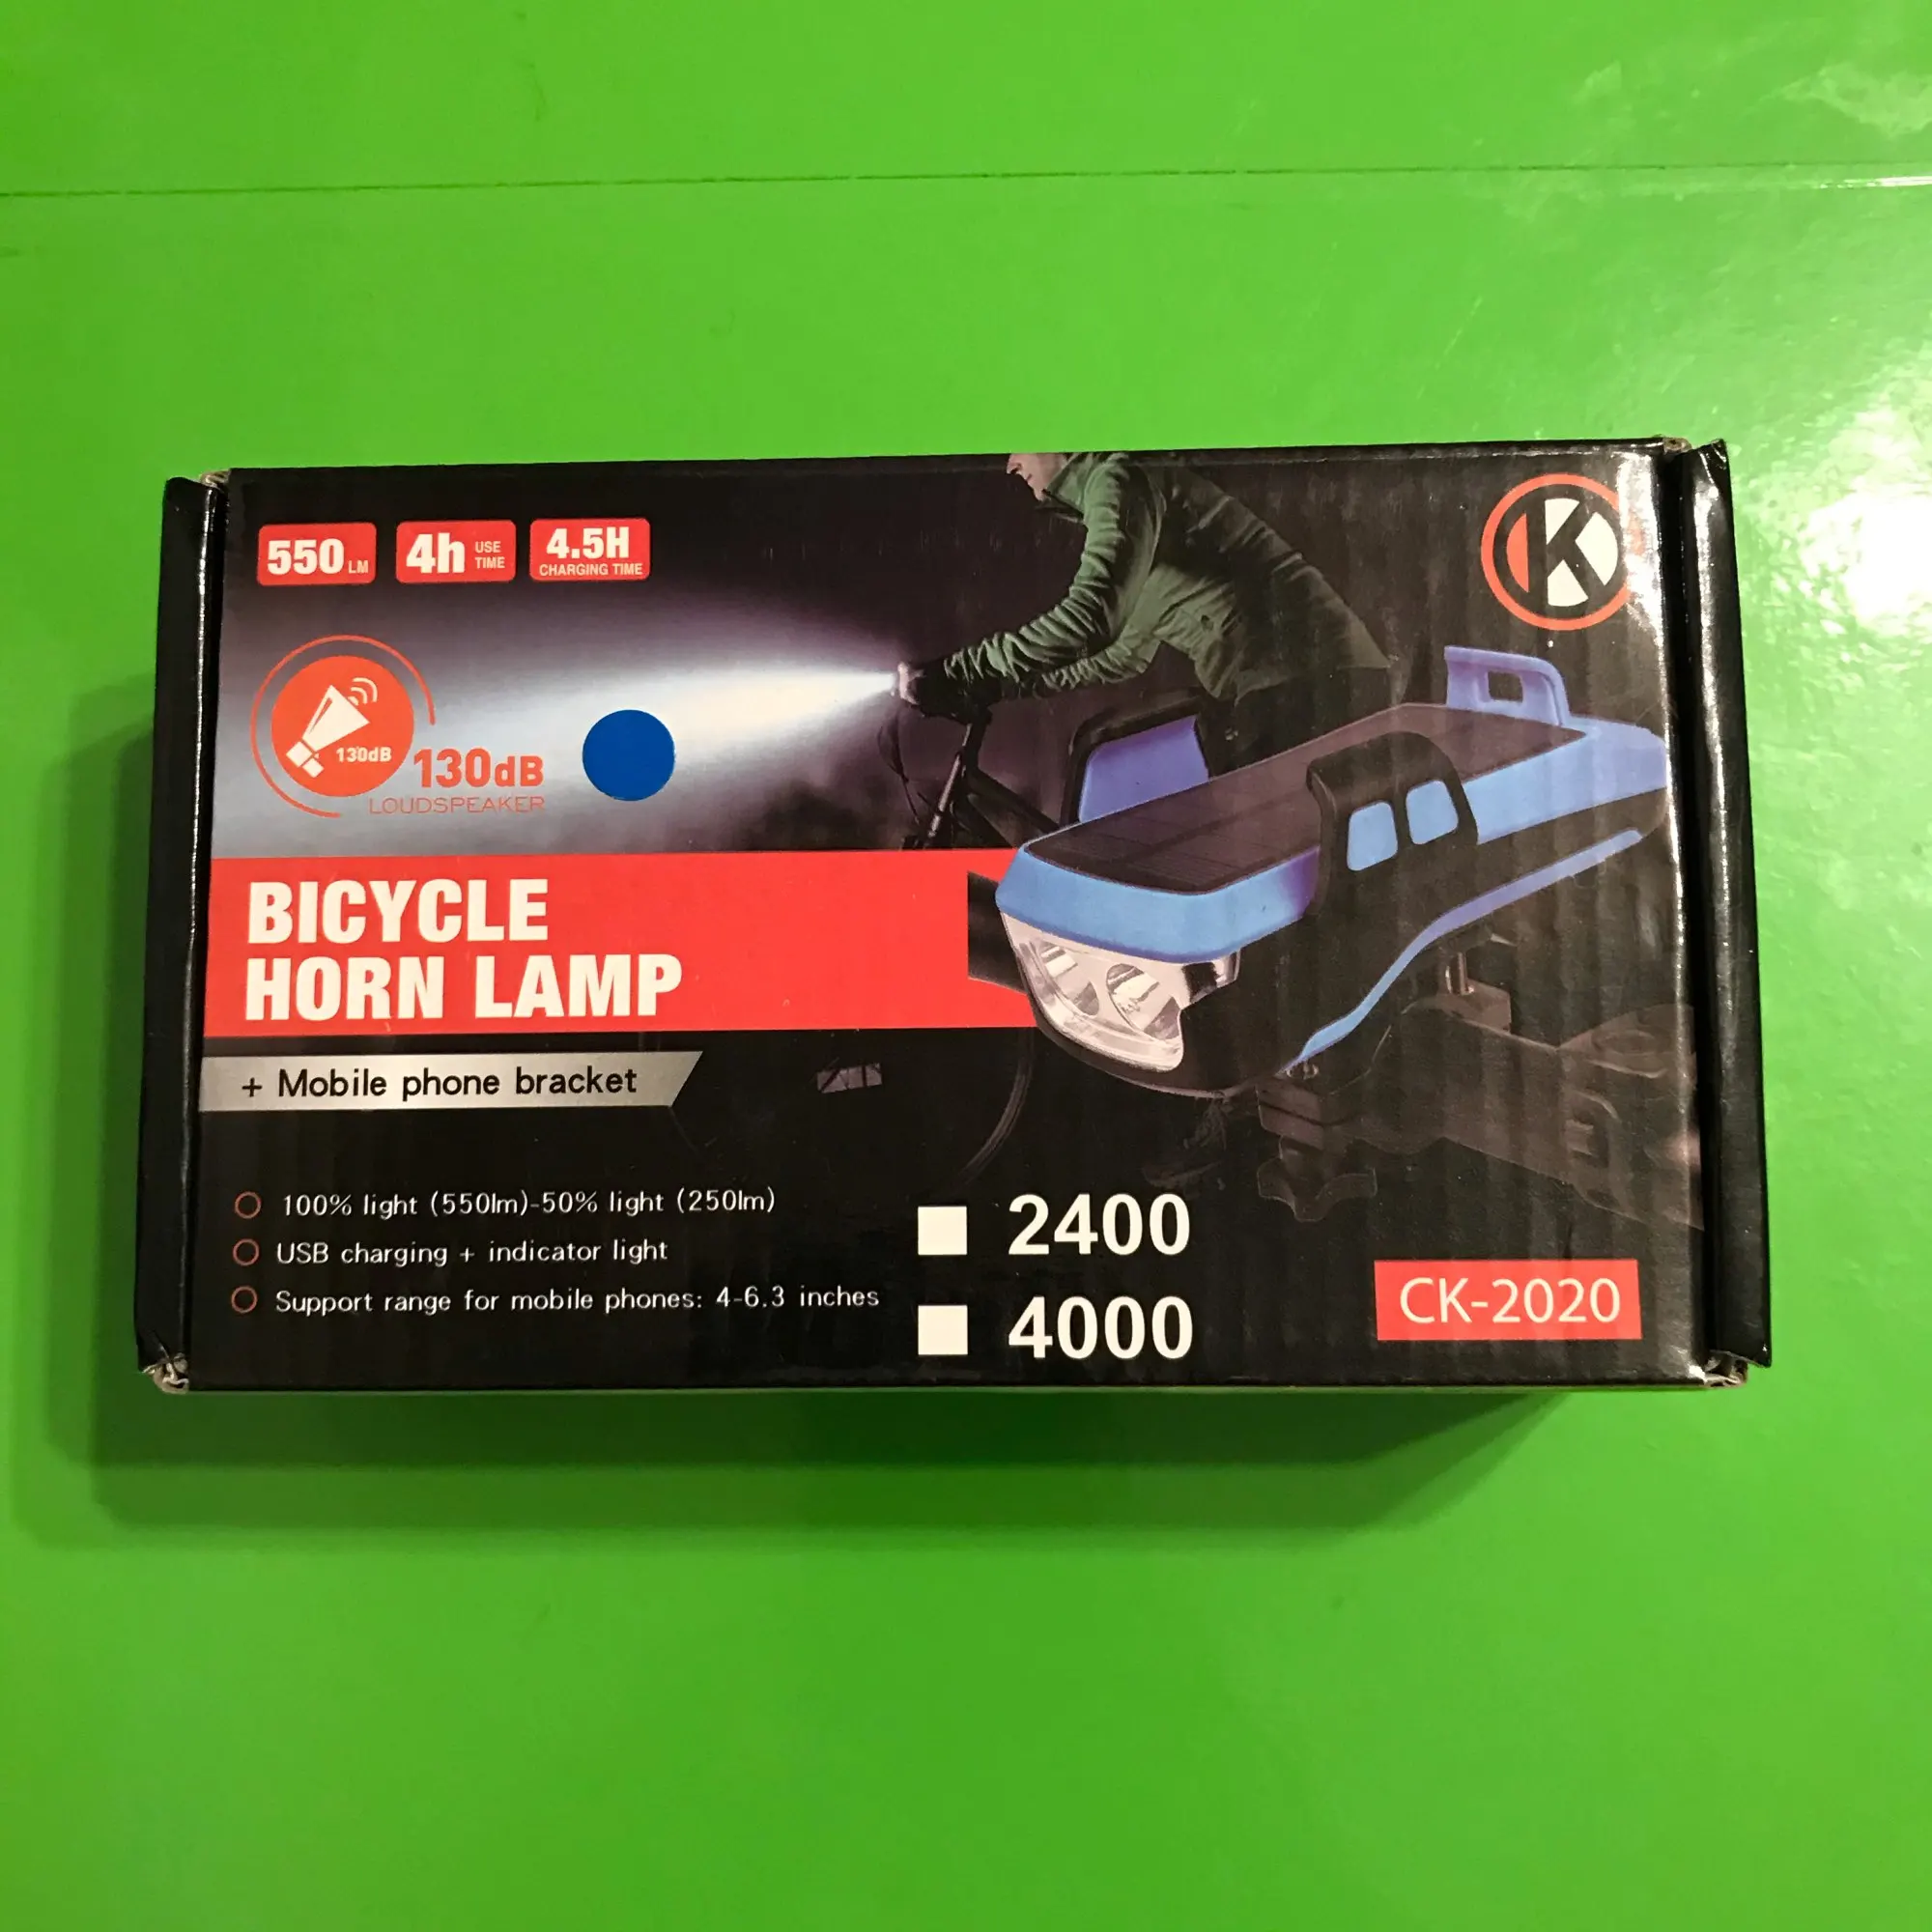 550 LM
4h USE TIME
4.5H
CHARGING TIME
K
130dB
130dB
LOUDSPEAKER
BICYCLE
HORN LAMP
+ Mobile phone bracket
100% light (550lm)-50% light (250lm)
USB charging + indicator light
Support range for mobile phones: 4-6.3 inches
2400
4000
CK-2020